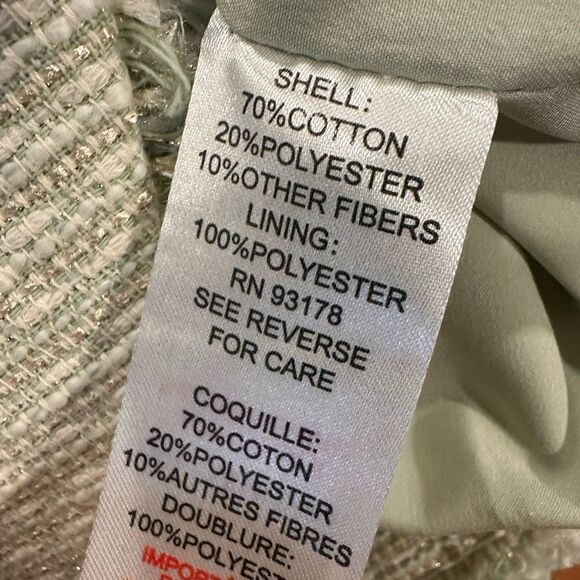 SHELL:
70%COTTON
20%POLYESTER
10%OTHER FIBERS
LINING:
100%POLYESTER
RN 93178
SEE REVERSE
FOR CARE
COQUILLE:
70%COTON
20%POLYESTER
10%AUTRES FIBRES
DOUBLURE: